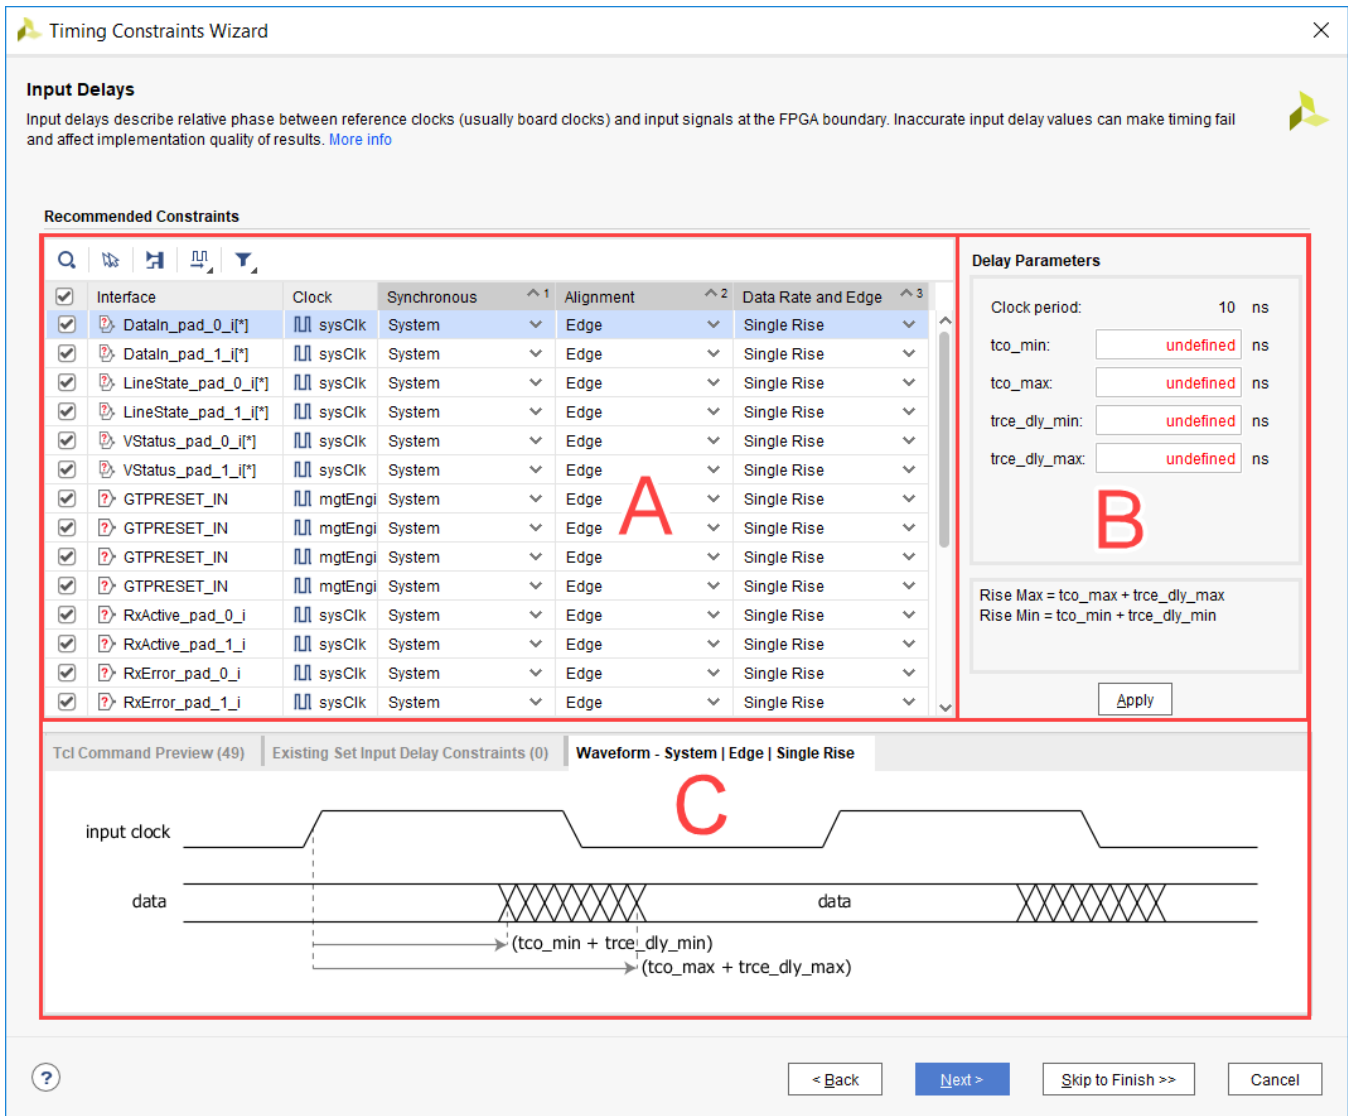 Timing Constraints Wizard
Input Delays
Input delays describe relative phase between reference clocks (usually board clocks) and input signals at the FPGA boundary. Inaccurate input delay values can make timing fail
and affect implementation quality of results. More info
Recommended Constraints
Interface Clock Synchronous 1 Alignment 2 Data Rate and Edge 3
DataIn_pad_0_i[*] sysClk System Edge Single Rise
DataIn_pad_1_i[*] sysClk System Edge Single Rise
LineState_pad_0_i[*] sysClk System Edge Single Rise
LineState_pad_1_i[*] sysClk System Edge Single Rise
VStatus_pad_0_i[*] sysClk System Edge Single Rise
VStatus_pad_1_i[*] sysClk System Edge Single Rise
GTPRESET_IN mgtEngi System Edge Single Rise
GTPRESET_IN mgtEngi System Edge Single Rise
GTPRESET_IN mgtEngi System Edge Single Rise
GTPRESET_IN mgtEngi System Edge Single Rise
RxActive_pad_0_i sysClk System Edge Single Rise
RxActive_pad_1_i sysClk System Edge Single Rise
RxError_pad_0_i sysClk System Edge Single Rise
RxError_pad_1_i sysClk System Edge Single Rise
A
Delay Parameters
Clock period: 10 ns
tco_min: undefined ns
tco_max: undefined ns
trce_dly_min: undefined ns
trce_dly_max: undefined ns
B
Rise Max = tco_max + trce_dly_max
Rise Min = tco_min + trce_dly_min
Apply
Tcl Command Preview (49) Existing Set Input Delay Constraints (0) Waveform - System | Edge | Single Rise
C
input clock
data data
(tco_min + trce_dly_min)
(tco_max + trce_dly_max)
? < Back Next > Skip to Finish >> Cancel